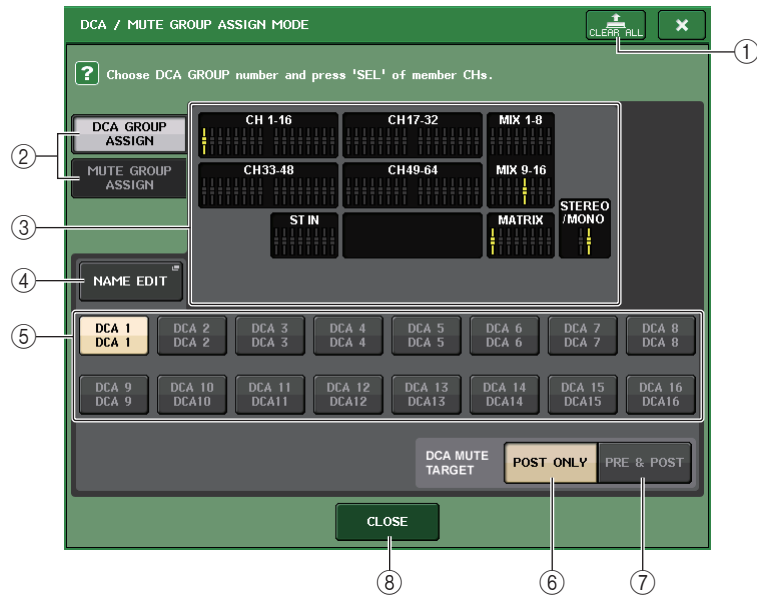 DCA / MUTE GROUP ASSIGN MODE
CLEAR ALL
×
①
? Choose DCA GROUP number and press 'SEL' of member CHs.
②
DCA GROUP
ASSIGN
MUTE GROUP
ASSIGN
③
CH 1-16
CH17-32
MIX 1-8
CH33-48
CH49-64
MIX 9-16
ST IN
MATRIX
STEREO
/MONO
④
NAME EDIT
⑤
DCA 1
DCA 1
DCA 2
DCA 2
DCA 3
DCA 3
DCA 4
DCA 4
DCA 5
DCA 5
DCA 6
DCA 6
DCA 7
DCA 7
DCA 8
DCA 8
DCA 9
DCA 9
DCA 10
DCA10
DCA 11
DCA11
DCA 12
DCA12
DCA 13
DCA13
DCA 14
DCA14
DCA 15
DCA15
DCA 16
DCA16
DCA MUTE
TARGET
POST ONLY
PRE & POST
CLOSE
⑧
⑥
⑦